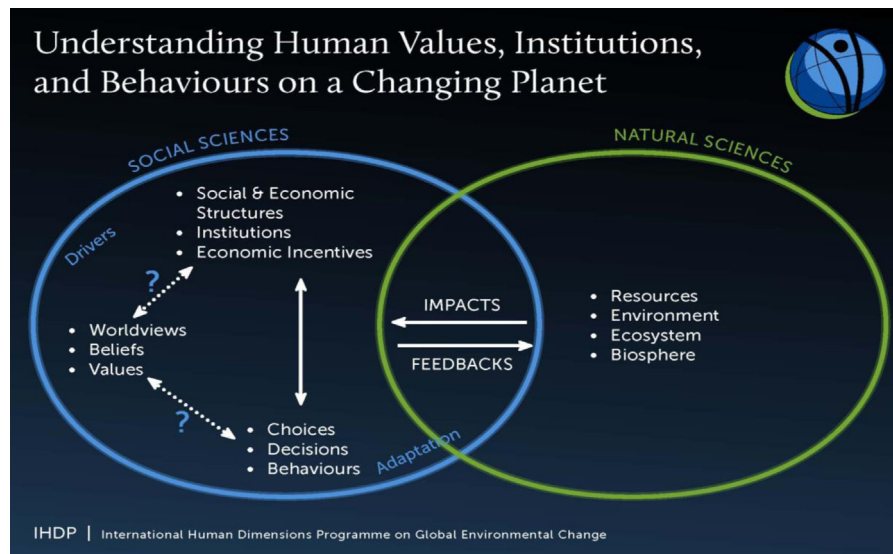 Understanding Human Values, Institutions,
and Behaviours on a Changing Planet
SOCIAL SCIENCES
NATURAL SCIENCES
Drivers
• Social & Economic
Structures
• Institutions
• Economic Incentives
?
• Worldviews
• Beliefs
• Values
?
• Choices
• Decisions
• Behaviours
Adaptation
IMPACTS
FEEDBACKS
• Resources
• Environment
• Ecosystem
• Biosphere
IHDP | International Human Dimensions Programme on Global Environmental Change